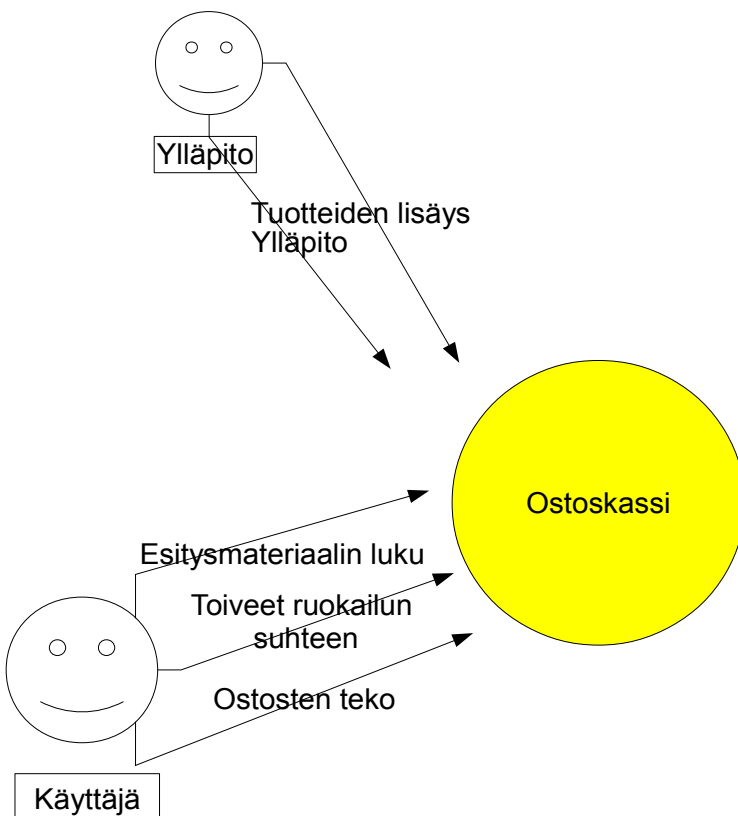 Ylläpito
Tuotteiden lisäys
Ylläpito
Ostoskassi
Esitysmateriaalin luku
Toiveet ruokailun
suhteen
Ostosten teko
Käyttäjä